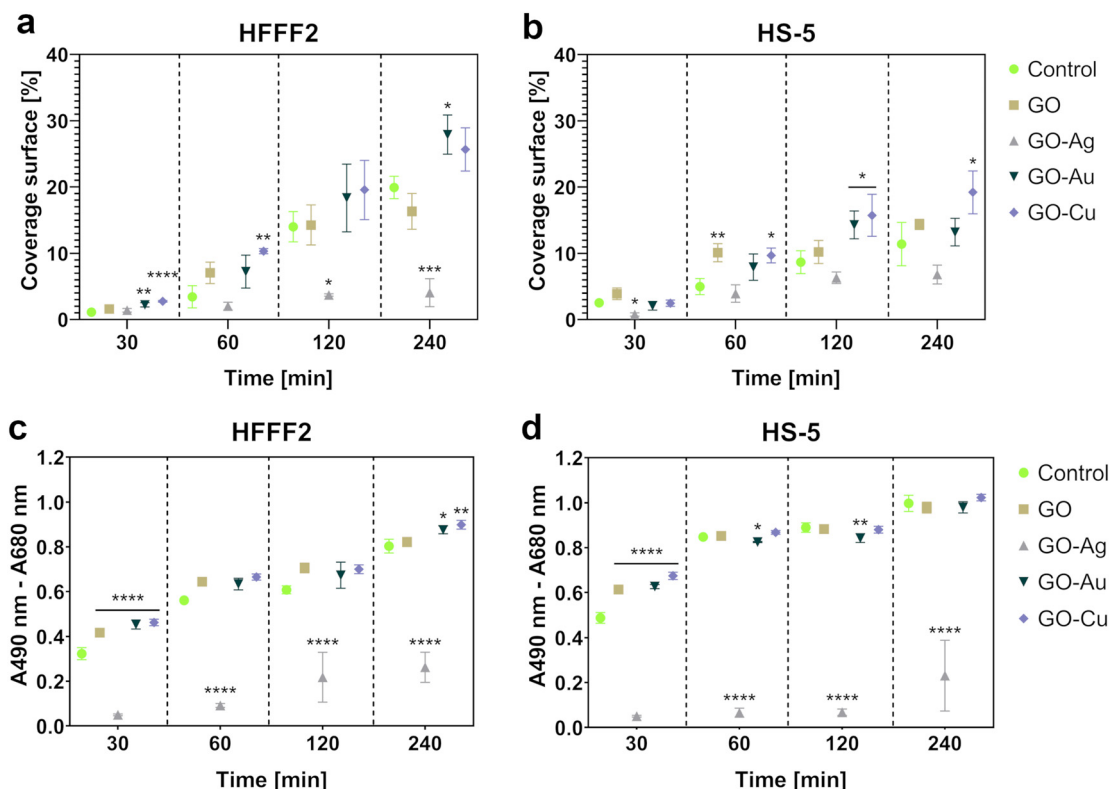 a
HFFF2
Coverage surface [%]
40
30
20
10
0
**
****
**
*
***
*
30
60
120
240
Time [min]
b
HS-5
Coverage surface [%]
40
30
20
10
0
*
**
*
*
*
30
60
120
240
Time [min]
Control
GO
GO-Ag
GO-Au
GO-Cu
c
HFFF2
A490 nm - A680 nm
1.2
1.0
0.8
0.6
0.4
0.2
0.0
****
****
****
****
*
**
30
60
120
240
Time [min]
d
HS-5
A490 nm - A680 nm
1.2
1.0
0.8
0.6
0.4
0.2
0.0
****
****
*
****
**
****
30
60
120
240
Time [min]
Control
GO
GO-Ag
GO-Au
GO-Cu